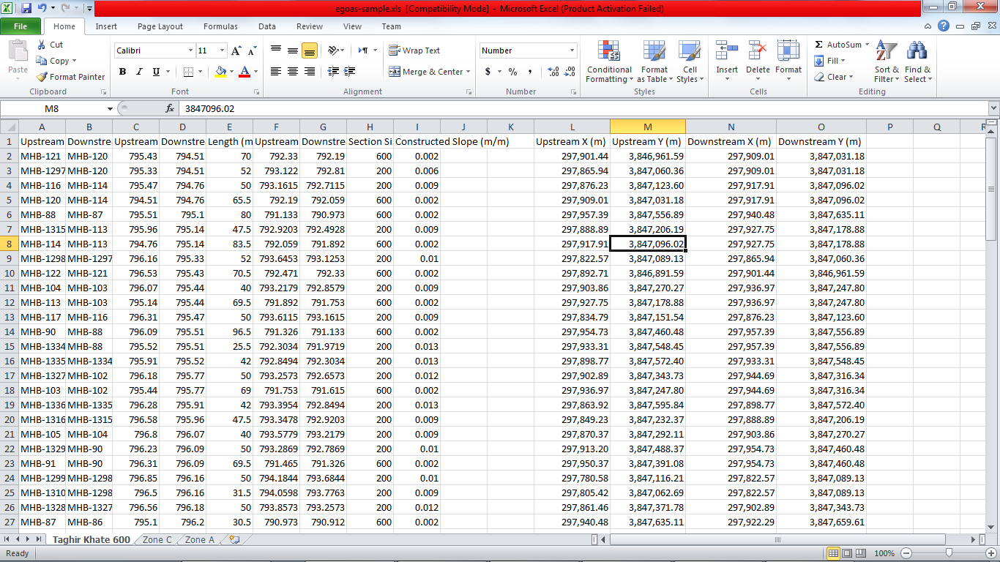 egoas-sample.xls [Compatibility Mode] - Microsoft Excel (Product Activation Failed)
File Home Insert Page Layout Formulas Data Review View Team
Paste Cut Copy Format Painter Clipboard
Calibri 11 B I U Font
Wrap Text Merge & Center Alignment
Number $ % , Number
Conditional Formatting Format as Table Cell Styles Styles
Insert Delete Format Cells
AutoSum Fill Clear Sort & Filter Find & Select Editing
M8 fx 3847096.02
A B C D E F G H I J K L M N O P Q R
1 Upstream Downstre Upstream Downstre Length (m Upstream Downstre Section Si Constructed Slope (m/m) Upstream X (m) Upstream Y (m) Downstream X (m) Downstream Y (m)
2 MHB-121 MHB-120 795.43 794.51 70 792.33 792.19 600 0.002 297,901.44 3,846,961.59 297,909.01 3,847,031.18
3 MHB-1297 MHB-120 795.33 794.51 52 793.122 792.81 200 0.006 297,865.94 3,847,060.36 297,909.01 3,847,031.18
4 MHB-116 MHB-114 795.47 794.76 50 793.1615 792.7115 200 0.009 297,876.23 3,847,123.60 297,917.91 3,847,096.02
5 MHB-120 MHB-114 794.51 794.76 65.5 792.19 792.059 600 0.002 297,909.01 3,847,031.18 297,917.91 3,847,096.02
6 MHB-88 MHB-87 795.51 795.1 80 791.133 790.973 600 0.002 297,957.39 3,847,556.89 297,940.48 3,847,635.11
7 MHB-1315 MHB-113 795.96 795.14 47.5 792.9203 792.4928 200 0.009 297,888.89 3,847,206.19 297,927.75 3,847,178.88
8 MHB-114 MHB-113 794.76 795.14 83.5 792.059 791.892 600 0.002 297,917.91 3,847,096.02 297,927.75 3,847,178.88
9 MHB-1298 MHB-1297 796.16 795.33 52 793.6453 793.1253 200 0.01 297,822.57 3,847,089.13 297,865.94 3,847,060.36
10 MHB-122 MHB-121 796.53 795.43 70.5 792.471 792.33 600 0.002 297,892.71 3,846,891.59 297,901.44 3,846,961.59
11 MHB-104 MHB-103 796.07 795.44 40 793.2179 792.8579 200 0.009 297,903.86 3,847,270.27 297,936.97 3,847,247.80
12 MHB-113 MHB-103 795.14 795.44 69.5 791.892 791.753 600 0.002 297,927.75 3,847,178.88 297,936.97 3,847,247.80
13 MHB-117 MHB-116 796.31 795.47 50 793.6115 793.1615 200 0.009 297,834.79 3,847,151.54 297,876.23 3,847,123.60
14 MHB-90 MHB-88 796.09 795.51 96.5 791.326 791.133 600 0.002 297,954.73 3,847,460.48 297,957.39 3,847,556.89
15 MHB-1334 MHB-88 795.52 795.51 25.5 792.3034 791.9719 200 0.013 297,933.31 3,847,548.45 297,957.39 3,847,556.89
16 MHB-1335 MHB-1334 795.91 795.52 42 792.8494 792.3034 200 0.013 297,898.77 3,847,572.40 297,933.31 3,847,548.45
17 MHB-1327 MHB-102 796.18 795.77 50 793.2573 792.6573 200 0.012 297,902.89 3,847,343.73 297,944.69 3,847,316.34
18 MHB-103 MHB-102 795.44 795.77 69 791.753 791.615 600 0.002 297,936.97 3,847,247.80 297,944.69 3,847,316.34
19 MHB-1336 MHB-1335 796.28 795.91 42 793.3954 792.8494 200 0.013 297,863.92 3,847,595.84 297,898.77 3,847,572.40
20 MHB-1316 MHB-1315 796.58 795.96 47.5 793.3478 792.9203 200 0.009 297,849.23 3,847,232.37 297,888.89 3,847,206.19
21 MHB-105 MHB-104 796.8 796.07 40 793.5779 793.2179 200 0.009 297,870.37 3,847,292.11 297,903.86 3,847,270.27
22 MHB-1329 MHB-90 796.23 796.09 50 793.2869 792.7869 200 0.01 297,913.20 3,847,488.37 297,954.73 3,847,460.48
23 MHB-91 MHB-90 796.31 796.09 69.5 791.465 791.326 600 0.002 297,950.37 3,847,391.08 297,954.73 3,847,460.48
24 MHB-1299 MHB-1298 796.85 796.16 50 794.1844 793.6844 200 0.01 297,780.58 3,847,116.21 297,822.57 3,847,089.13
25 MHB-1310 MHB-1298 796.5 796.16 31.5 794.0598 793.7763 200 0.009 297,805.42 3,847,062.69 297,822.57 3,847,089.13
26 MHB-1328 MHB-1327 796.56 796.18 50 793.8573 793.2573 200 0.012 297,861.46 3,847,371.78 297,902.89 3,847,343.73
27 MHB-87 MHB-86 795.1 796.2 30.5 790.973 790.912 600 0.002 297,940.48 3,847,635.11 297,922.29 3,847,659.61
Taghir Khate 600 Zone C Zone A
Ready 100%